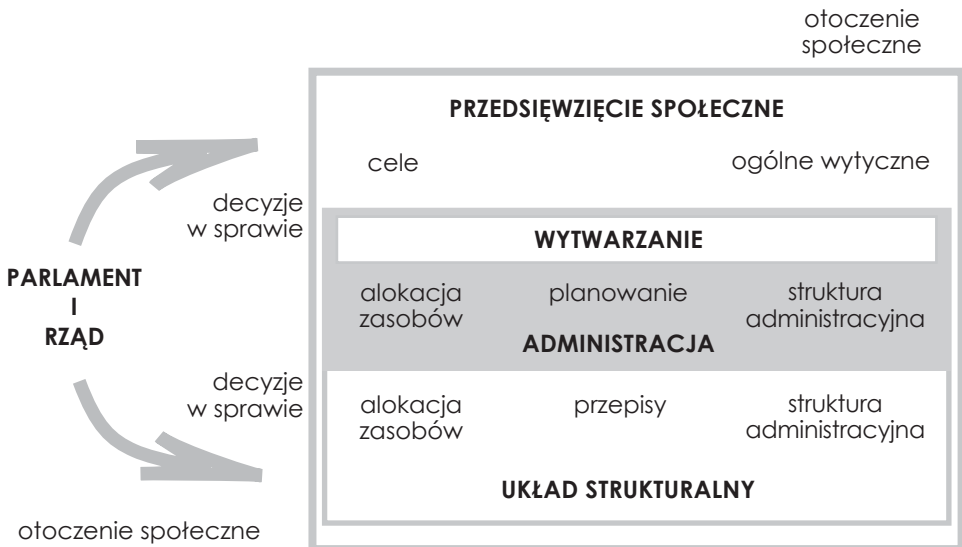 otoczenie
społeczne
PRZEDSIĘWZIĘCIE SPOŁECZNE
cele
ogólne wytyczne
decyzje
w sprawie
WYTWARZANIE
PARLAMENT
I
RZĄD
alokacja
zasobów
planowanie
struktura
administracyjna
ADMINISTRACJA
decyzje
w sprawie
alokacja
zasobów
przepisy
struktura
administracyjna
UKŁAD STRUKTURALNY
otoczenie społeczne